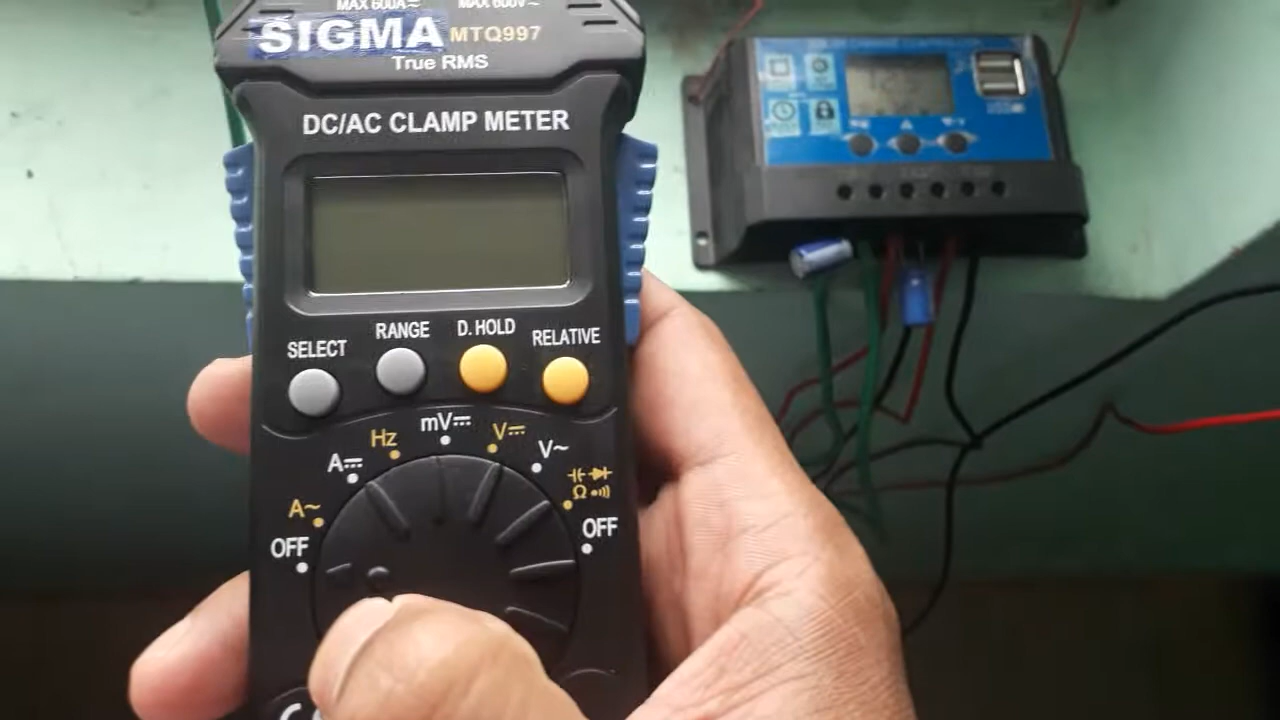 MAX 600A≂ MAX 600V~
SIGMA MTQ997
True RMS
DC/AC CLAMP METER
SELECT RANGE D. HOLD RELATIVE
OFF A~ A⎓ Hz mV⎓ V⎓ V~ Ω OFF